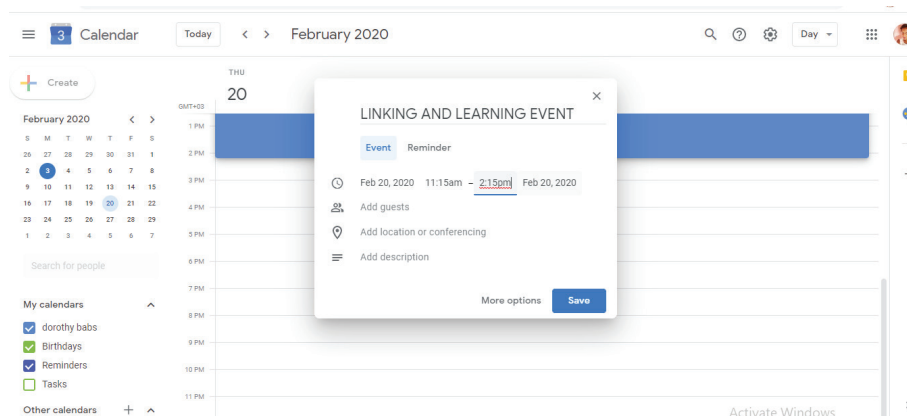 3 Calendar Today February 2020 Day
Create
THU
20
GMT+03
February 2020
S M T W T F S
26 27 28 29 30 31 1
2 3 4 5 6 7 8
9 10 11 12 13 14 15
16 17 18 19 20 21 22
23 24 25 26 27 28 29
1 2 3 4 5 6 7
Search for people
My calendars
dorothy babs
Birthdays
Reminders
Tasks
Other calendars
1 PM
2 PM
3 PM
4 PM
5 PM
6 PM
7 PM
8 PM
9 PM
10 PM
11 PM
LINKING AND LEARNING EVENT
Event Reminder
Feb 20, 2020 11:15am – 2:15pm Feb 20, 2020
Add guests
Add location or conferencing
Add description
More options Save
Activate Windows